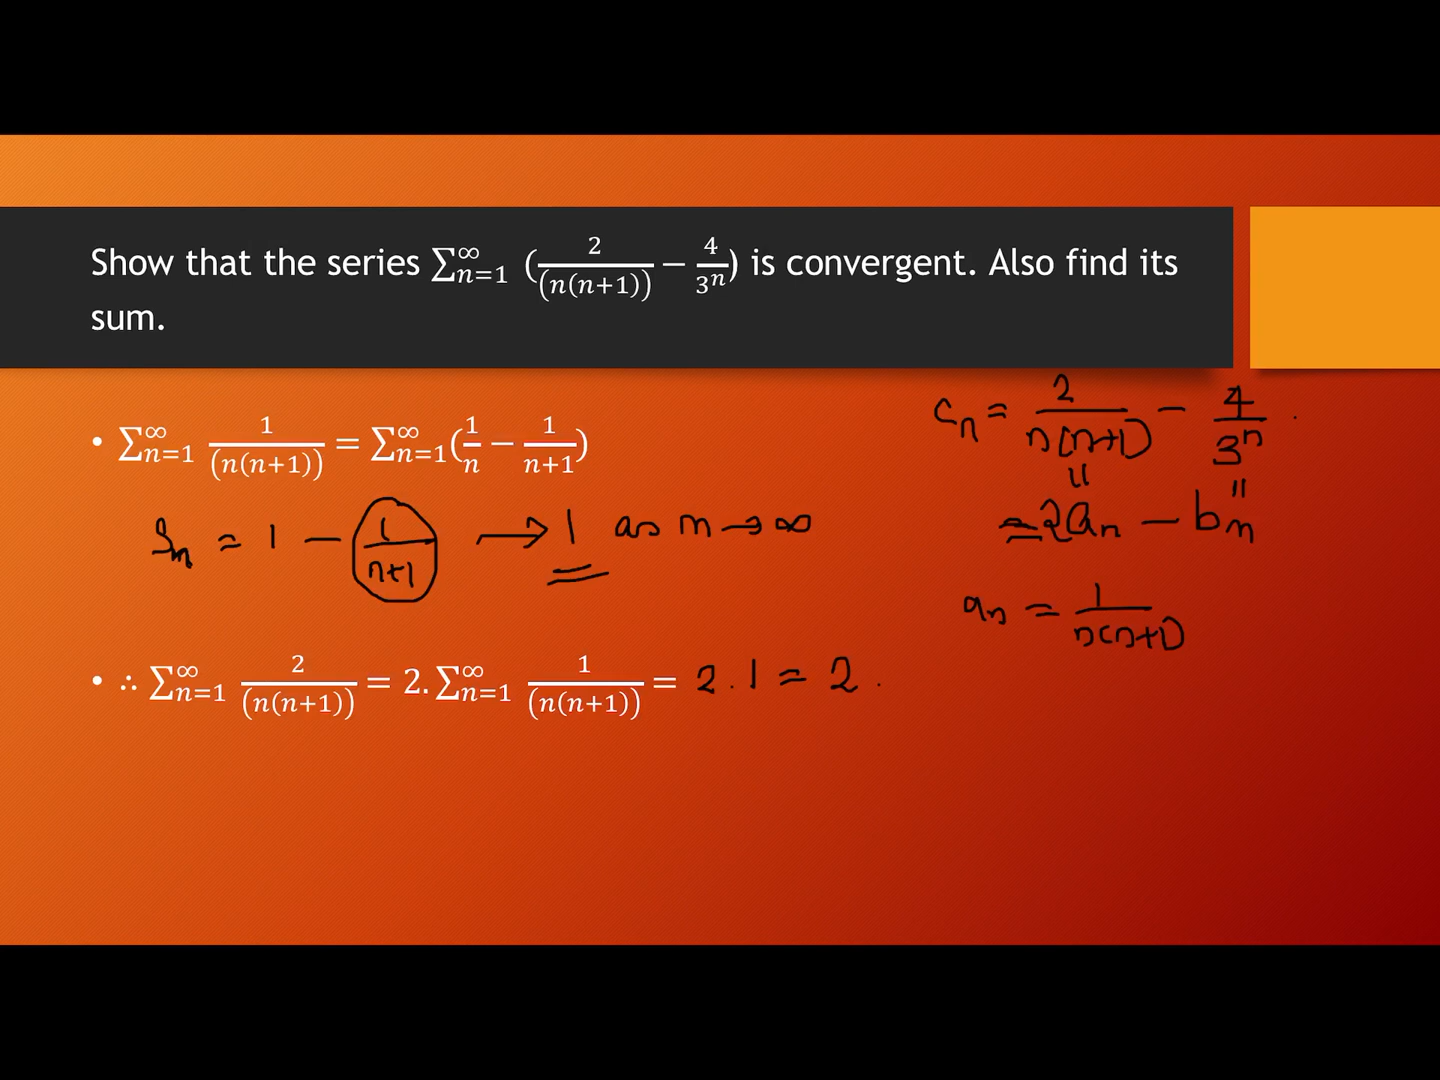 Show that the series ∑_{n=1}^{∞} (2/(n(n+1)) − 4/3^n) is convergent. Also find its
sum.
• ∑_{n=1}^{∞} 1/(n(n+1)) = ∑_{n=1}^{∞}(1/n − 1/(n+1))
S_n = 1 − 1/(n+1) → 1 as n → ∞
• ∴ ∑_{n=1}^{∞} 2/(n(n+1)) = 2.∑_{n=1}^{∞} 1/(n(n+1)) = 2 . 1 = 2 .
c_n = 2/(n(n+1)) − 4/3^n .
= 2a_n − b_n
a_n = 1/(n(n+1))